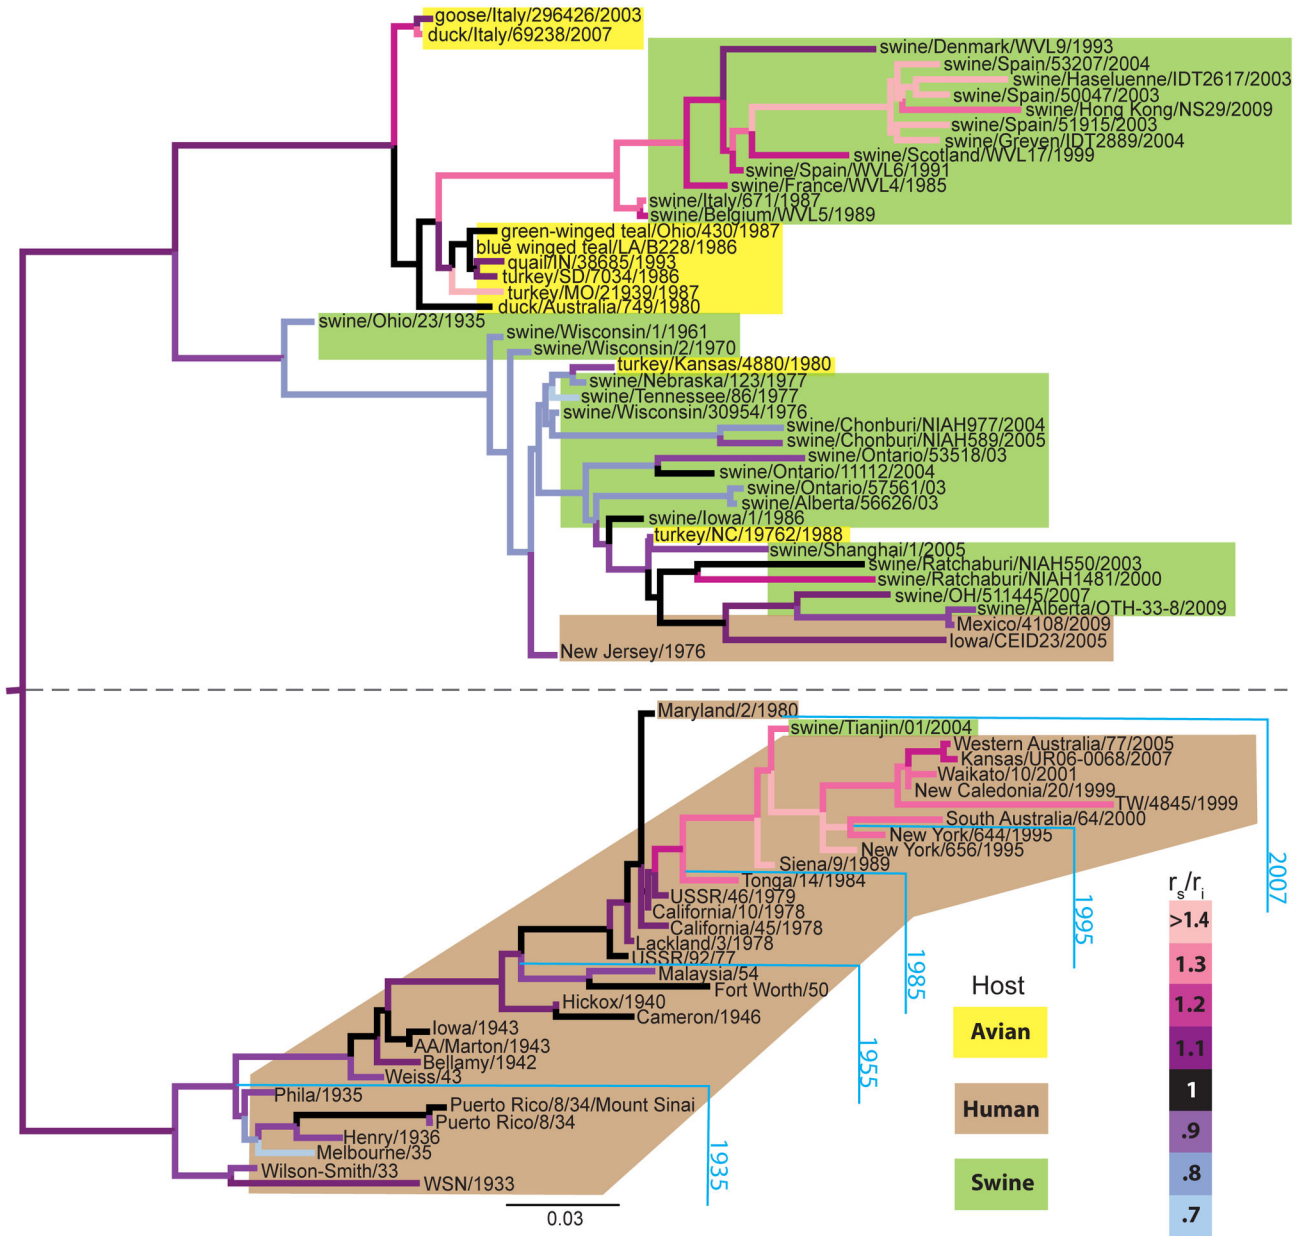 goose/Italy/296426/2003
duck/Italy/69238/2007
swine/Denmark/WVL9/1993
swine/Spain/53207/2004
swine/Haseluenne/IDT2617/2003
swine/Spain/50047/2003
swine/Hong Kong/NS29/2009
swine/Spain/51915/2003
swine/Greven/IDT2889/2004
swine/Scotland/WVL17/1999
swine/Spain/WVL6/1991
swine/France/WVL4/1985
swine/Italy/671/1987
swine/Belgium/WVL5/1989
green-winged teal/Ohio/430/1987
blue winged teal/LA/B228/1986
quail/IN/38685/1993
turkey/SD/7034/1986
turkey/MO/21939/1987
duck/Australia/749/1980
swine/Ohio/23/1935
swine/Wisconsin/1/1961
swine/Wisconsin/2/1970
turkey/Kansas/4880/1980
swine/Nebraska/123/1977
swine/Tennessee/86/1977
swine/Wisconsin/30954/1976
swine/Chonburi/NIAH977/2004
swine/Chonburi/NIAH589/2005
swine/Ontario/53518/03
swine/Ontario/11112/2004
swine/Ontario/57561/03
swine/Alberta/56626/03
swine/Iowa/1/1986
turkey/NC/19762/1988
swine/Shanghai/1/2005
swine/Ratchaburi/NIAH550/2003
swine/Ratchaburi/NIAH1481/2000
swine/OH/511445/2007
swine/Alberta/OTH-33-8/2009
Mexico/4108/2009
Iowa/CEID23/2005
New Jersey/1976
Maryland/2/1980
swine/Tianjin/01/2004
Western Australia/77/2005
Kansas/UR06-0068/2007
Waikato/10/2001
New Caledonia/20/1999
TW/4845/1999
South Australia/64/2000
New York/644/1995
New York/656/1995
Siena/9/1989
Tonga/14/1984
USSR/46/1979
California/10/1978
California/45/1978
Lackland/3/1978
USSR/92/77
Malaysia/54
Fort Worth/50
Hickox/1940
Cameron/1946
Iowa/1943
AA/Marton/1943
Bellamy/1942
Weiss/43
Phila/1935
Puerto Rico/8/34/Mount Sinai
Puerto Rico/8/34
Henry/1936
Melbourne/35
Wilson-Smith/33
WSN/1933
0.03
1935
1955
1985
1995
2007
Host
Avian
Human
Swine
rs/ri
>1.4
1.3
1.2
1.1
1
.9
.8
.7